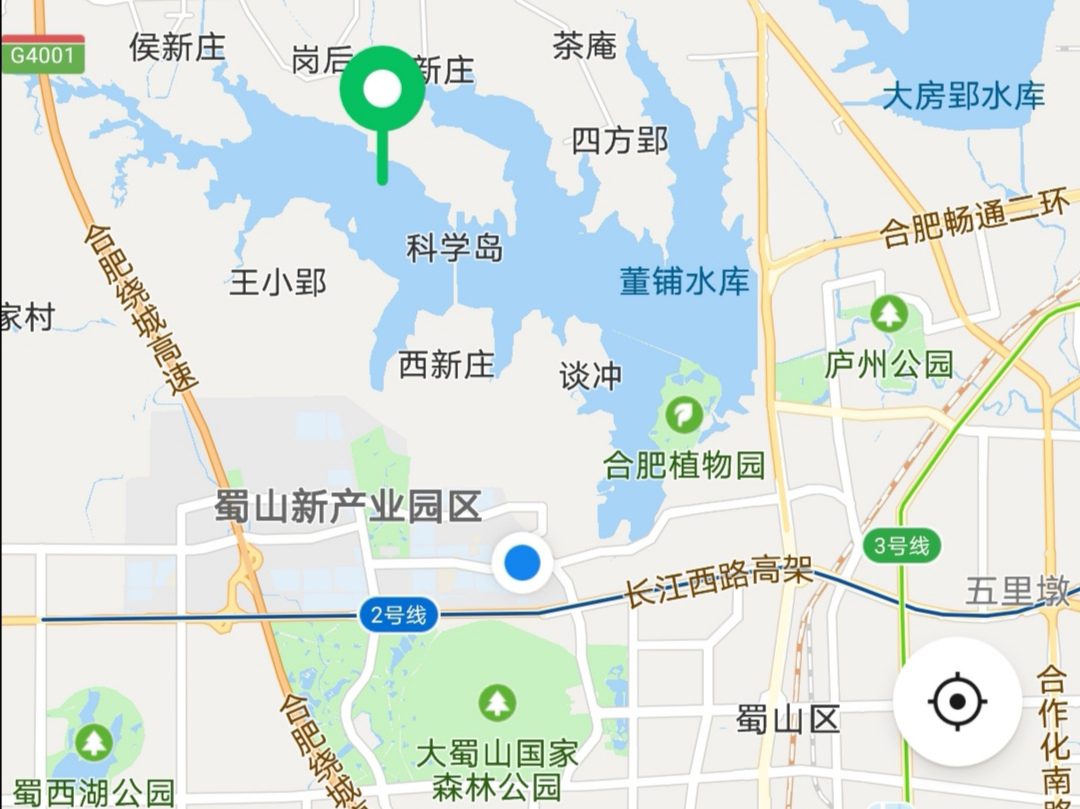 G4001
侯新庄
岗后
新庄
茶庵
大房郢水库
四方郢
合肥畅通二环
合肥绕城高速
科学岛
王小郢
董铺水库
家村
庐州公园
西新庄
谈冲
合肥植物园
蜀山新产业园区
3号线
长江西路高架
五里墩
2号线
合肥绕城
蜀山区
合作化南路
大蜀山国家
森林公园
蜀西湖公园